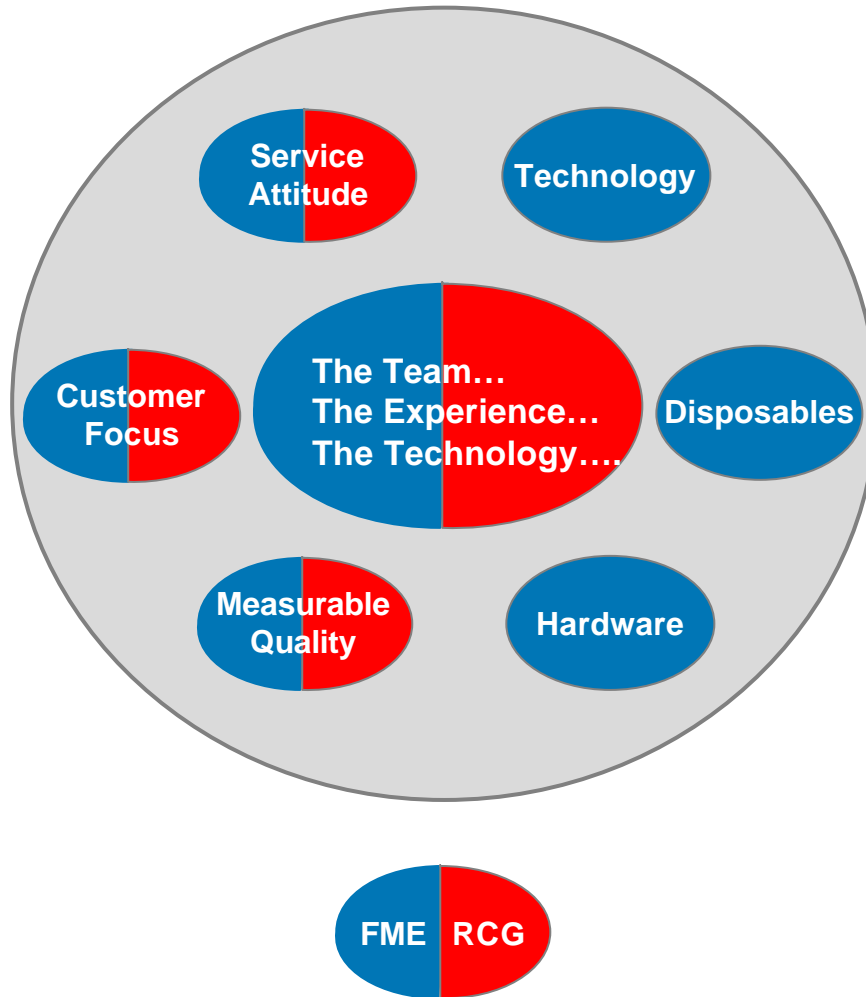 Service
Attitude
Technology
The Team…
The Experience…
The Technology….
Customer
Focus
Disposables
Measurable
Quality
Hardware
FME RCG